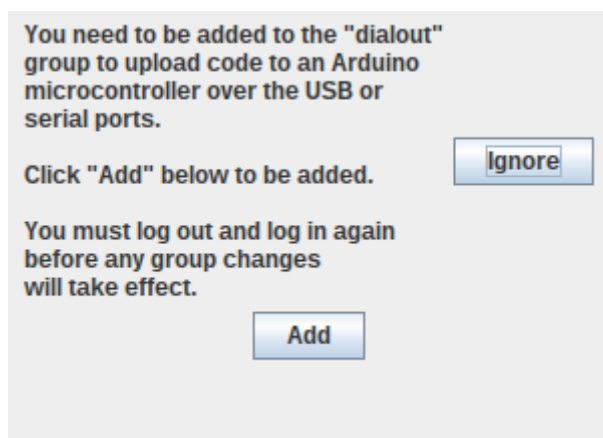 You need to be added to the "dialout"
group to upload code to an Arduino
microcontroller over the USB or
serial ports.
Click "Add" below to be added.
Ignore
You must log out and log in again
before any group changes
will take effect.
Add